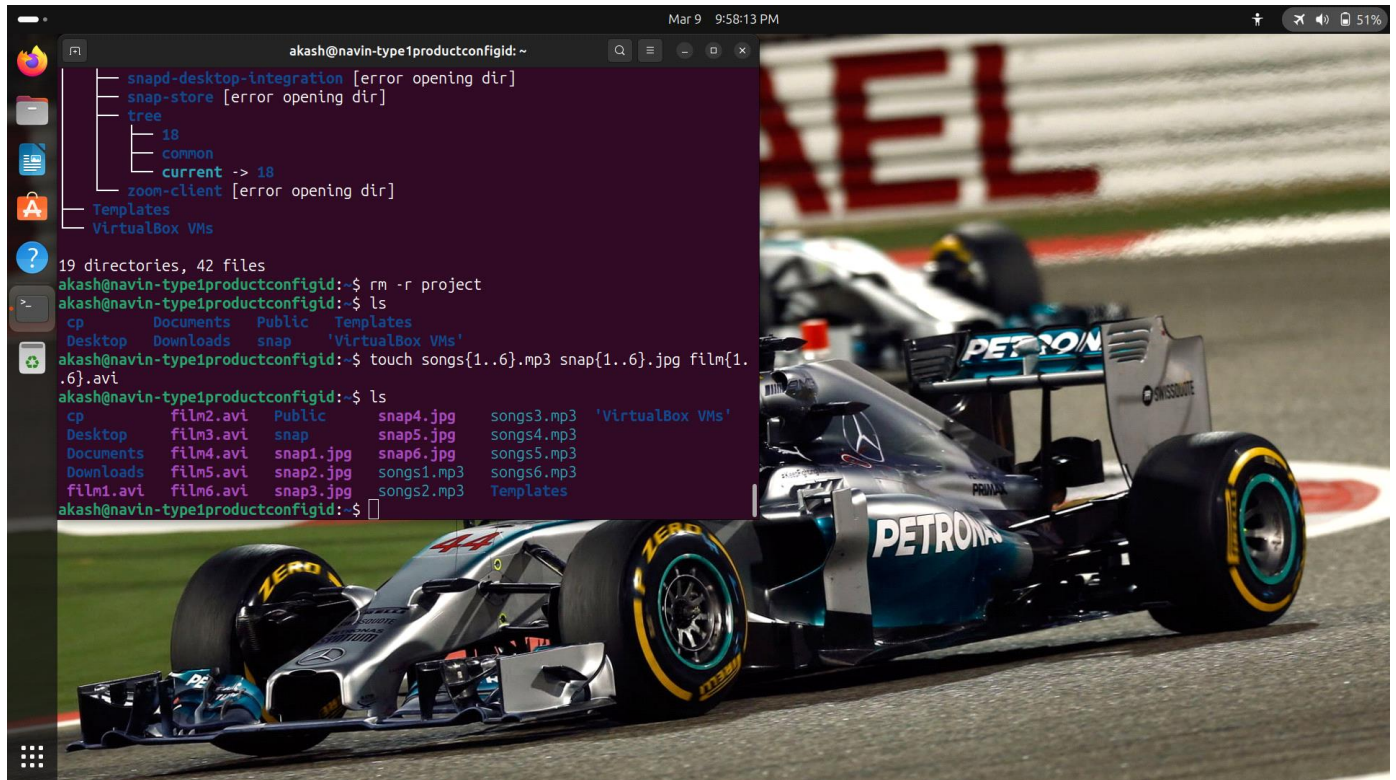 Mar 9 9:58:13 PM
51%
akash@navin-type1productconfigid: ~
snapd-desktop-integration [error opening dir]
snap-store [error opening dir]
tree
18
common
current -> 18
zoom-client [error opening dir]
Templates
VirtualBox VMs
19 directories, 42 files
akash@navin-type1productconfigid:~$ rm -r project
akash@navin-type1productconfigid:~$ ls
cp Documents Public Templates
Desktop Downloads snap 'VirtualBox VMs'
akash@navin-type1productconfigid:~$ touch songs{1..6}.mp3 snap{1..6}.jpg film{1.
.6}.avi
akash@navin-type1productconfigid:~$ ls
cp film2.avi Public snap4.jpg songs3.mp3 'VirtualBox VMs'
Desktop film3.avi snap snap5.jpg songs4.mp3
Documents film4.avi snap1.jpg snap6.jpg songs5.mp3
Downloads film5.avi snap2.jpg songs1.mp3 songs6.mp3
film1.avi film6.avi snap3.jpg songs2.mp3 Templates
akash@navin-type1productconfigid:~$
AEL
PETRONAS
SWISSQUOTE
PETRONAS
44
ZERO
ZERO
PIRELLI